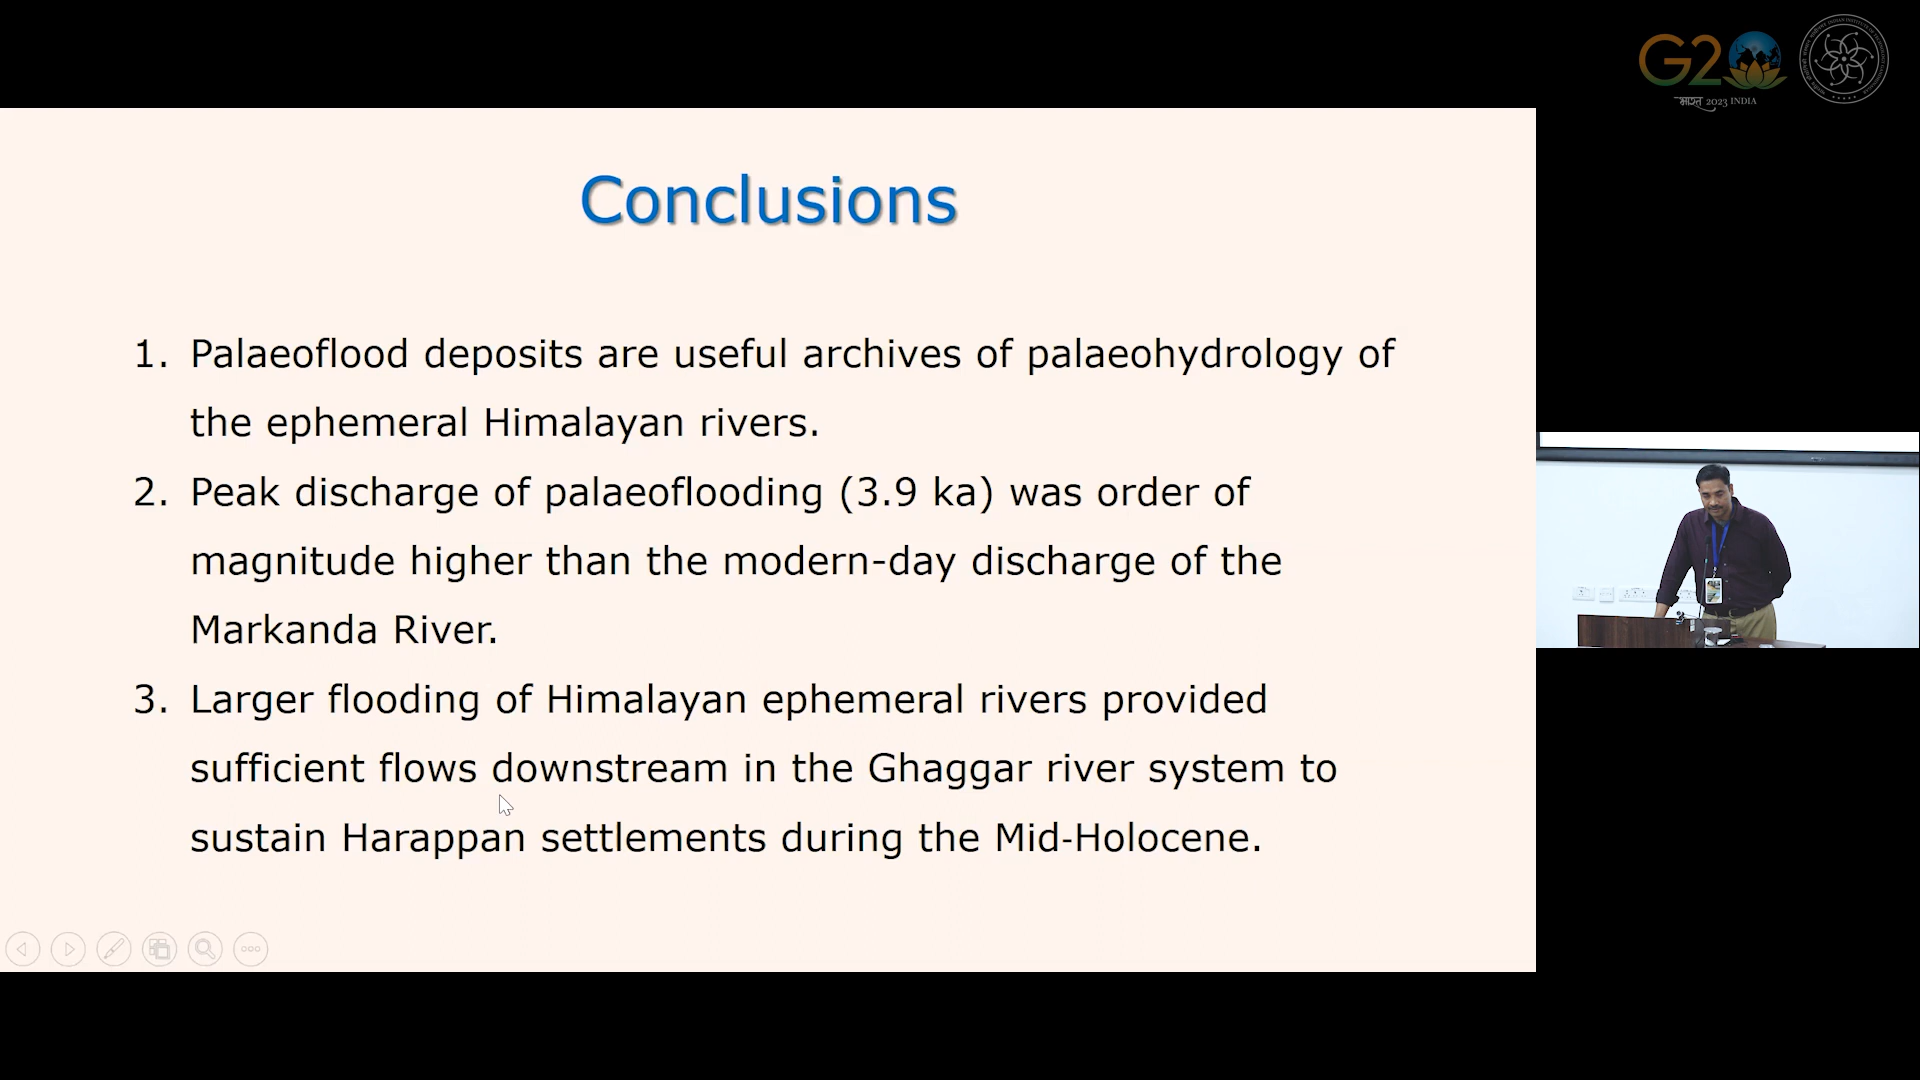 G20
भारत 2023 INDIA
Conclusions
1. Palaeoflood deposits are useful archives of palaeohydrology of
the ephemeral Himalayan rivers.
2. Peak discharge of palaeoflooding (3.9 ka) was order of
magnitude higher than the modern-day discharge of the
Markanda River.
3. Larger flooding of Himalayan ephemeral rivers provided
sufficient flows downstream in the Ghaggar river system to
sustain Harappan settlements during the Mid-Holocene.